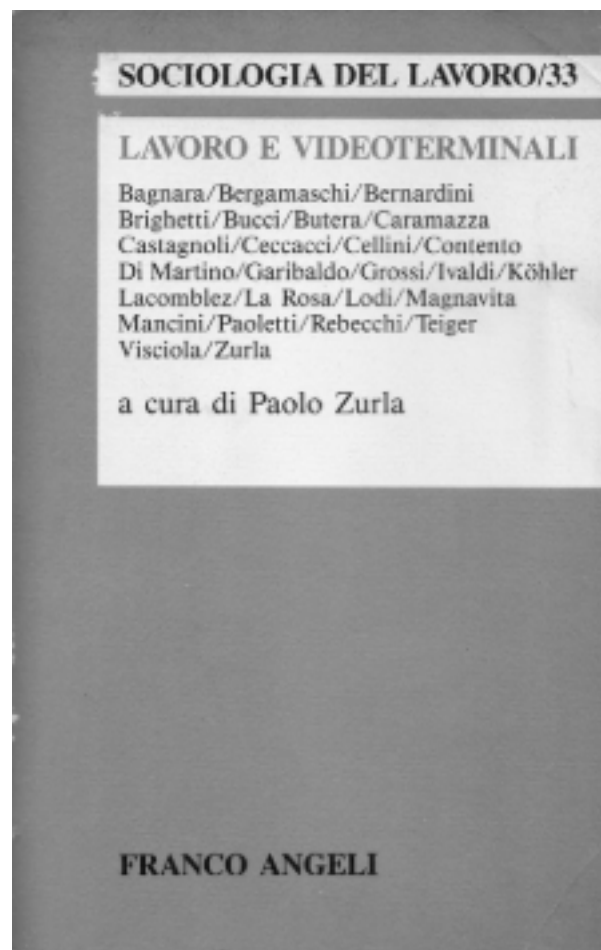 SOCIOLOGIA DEL LAVORO/33
LAVORO E VIDEOTERMINALI
Bagnara/Bergamaschi/Bernardini
Brighetti/Bucci/Butera/Caramazza
Castagnoli/Ceccacci/Cellini/Contento
Di Martino/Garibaldo/Grossi/Ivaldi/Köhler
Lacomblez/La Rosa/Lodi/Magnavita
Mancini/Paoletti/Rebecchi/Teiger
Visciola/Zurla
a cura di Paolo Zurla
FRANCO ANGELI